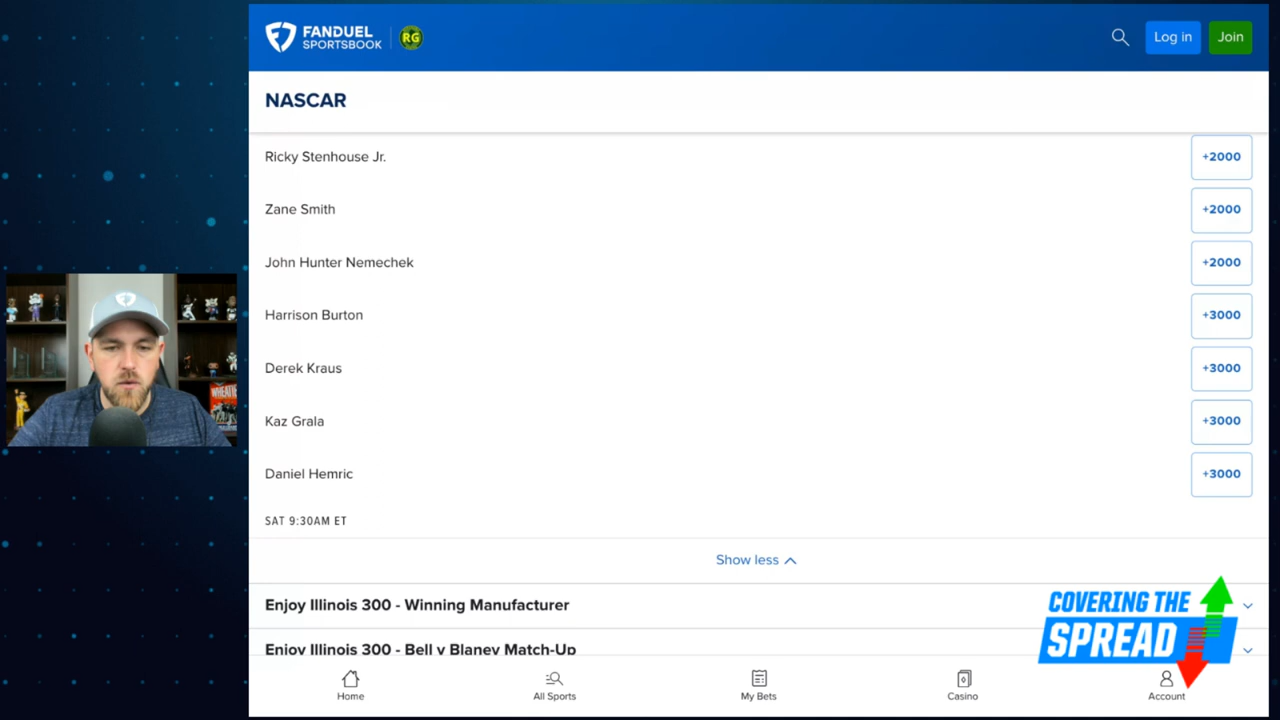 FANDUEL
SPORTSBOOK
RG
Log in
Join
NASCAR
Ricky Stenhouse Jr.
+2000
Zane Smith
+2000
John Hunter Nemechek
+2000
Harrison Burton
+3000
Derek Kraus
+3000
Kaz Grala
+3000
Daniel Hemric
+3000
SAT 9:30AM ET
Show less
Enjoy Illinois 300 - Winning Manufacturer
Enjoy Illinois 300 - Bell v Blaney Match-Up
COVERING THE
SPREAD
Home
All Sports
My Bets
Casino
Account
WHEATIES